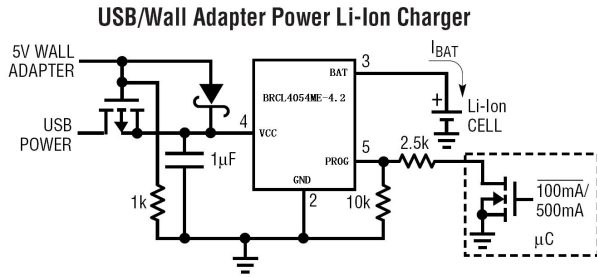 USB/Wall Adapter Power Li-Ion Charger
5V WALL
ADAPTER
USB
POWER
1k
1µF
4
VCC
BRCL4054ME-4.2
BAT
3
PROG
5
GND
2
IBAT
+
Li-Ion
CELL
2.5k
10k
100mA/
500mA
µC